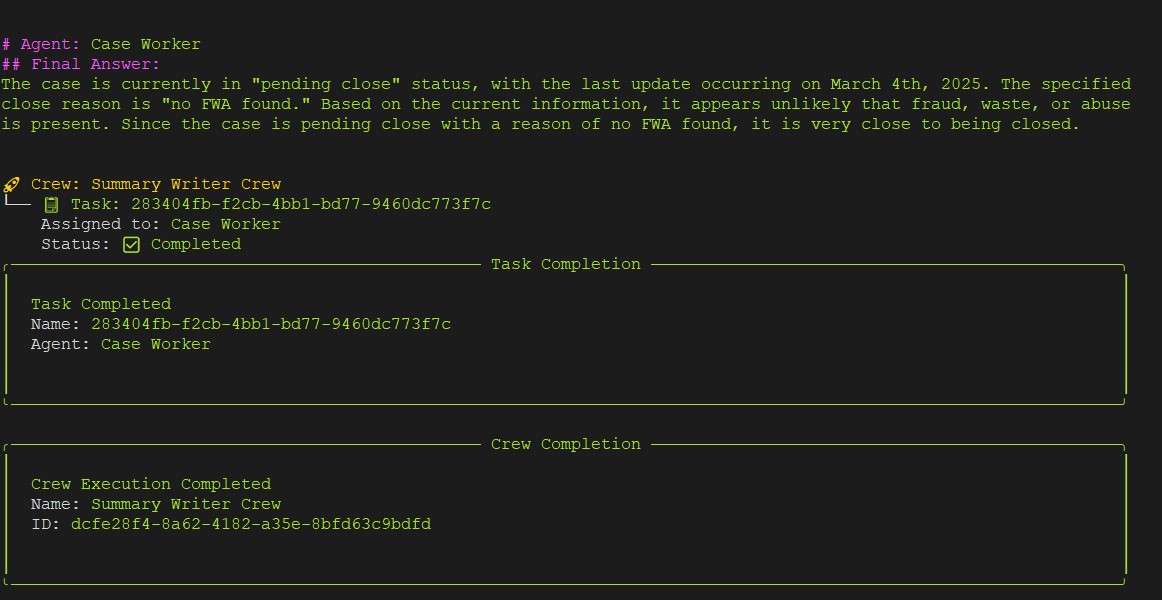 # Agent: Case Worker
## Final Answer:
The case is currently in "pending close" status, with the last update occurring on March 4th, 2025. The specified
close reason is "no FWA found." Based on the current information, it appears unlikely that fraud, waste, or abuse
is present. Since the case is pending close with a reason of no FWA found, it is very close to being closed.
🚀 Crew: Summary Writer Crew
└── 📋 Task: 283404fb-f2cb-4bb1-bd77-9460dc773f7c
Assigned to: Case Worker
Status: ✅ Completed
Task Completion
Task Completed
Name: 283404fb-f2cb-4bb1-bd77-9460dc773f7c
Agent: Case Worker
Crew Completion
Crew Execution Completed
Name: Summary Writer Crew
ID: dcfe28f4-8a62-4182-a35e-8bfd63c9bdfd